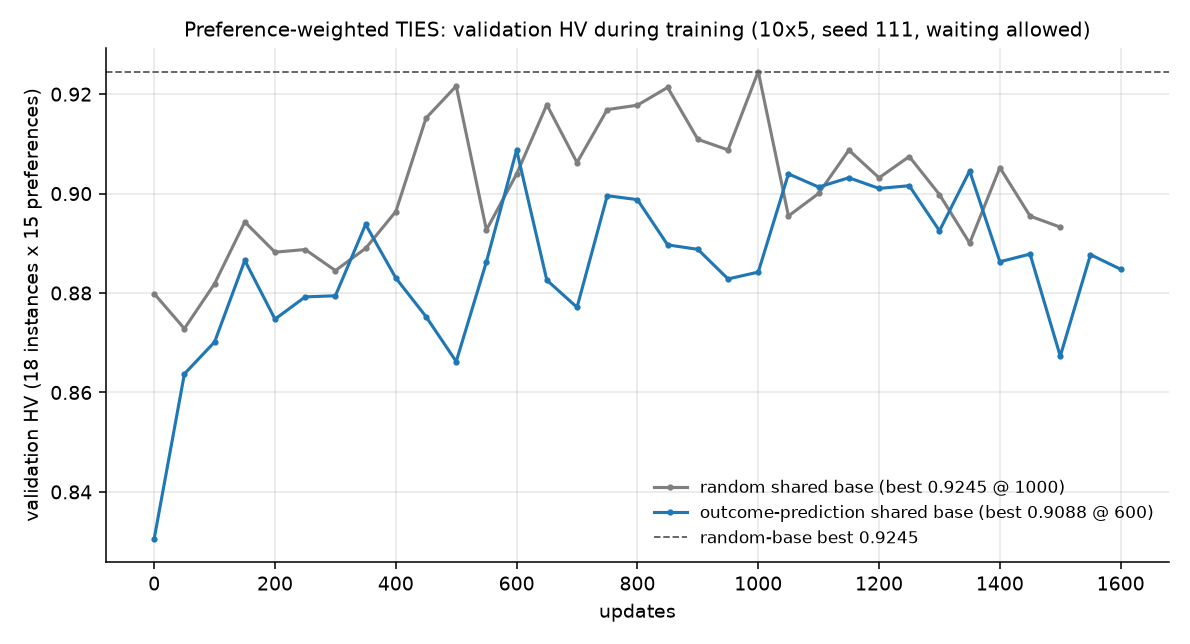 Preference-weighted TIES: validation HV during training (10x5, seed 111, waiting allowed)
validation HV (18 instances x 15 preferences)
0.92
0.90
0.88
0.86
0.84
random shared base (best 0.9245 @ 1000)
outcome-prediction shared base (best 0.9088 @ 600)
random-base best 0.9245
0 200 400 600 800 1000 1200 1400 1600
updates